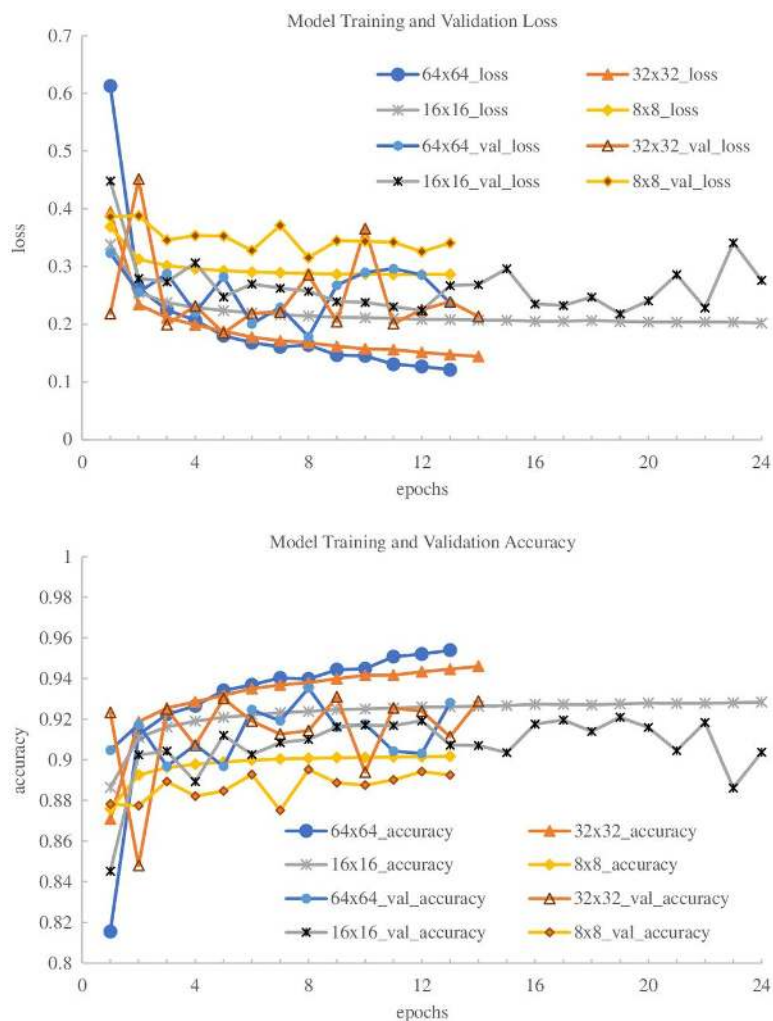 Model Training and Validation Loss
0.7
64x64_loss 32x32_loss
0.6
16x16_loss 8x8_loss
64x64_val_loss 32x32_val_loss
0.5
16x16_val_loss 8x8_val_loss
0.4
loss
0.3
0.2
0.1
0
0 4 8 12 16 20 24
epochs
Model Training and Validation Accuracy
1
0.98
0.96
0.94
0.92
accuracy
0.9
0.88
0.86
64x64_accuracy 32x32_accuracy
16x16_accuracy 8x8_accuracy
0.84
64x64_val_accuracy 32x32_val_accuracy
0.82
16x16_val_accuracy 8x8_val_accuracy
0.8
0 4 8 12 16 20 24
epochs